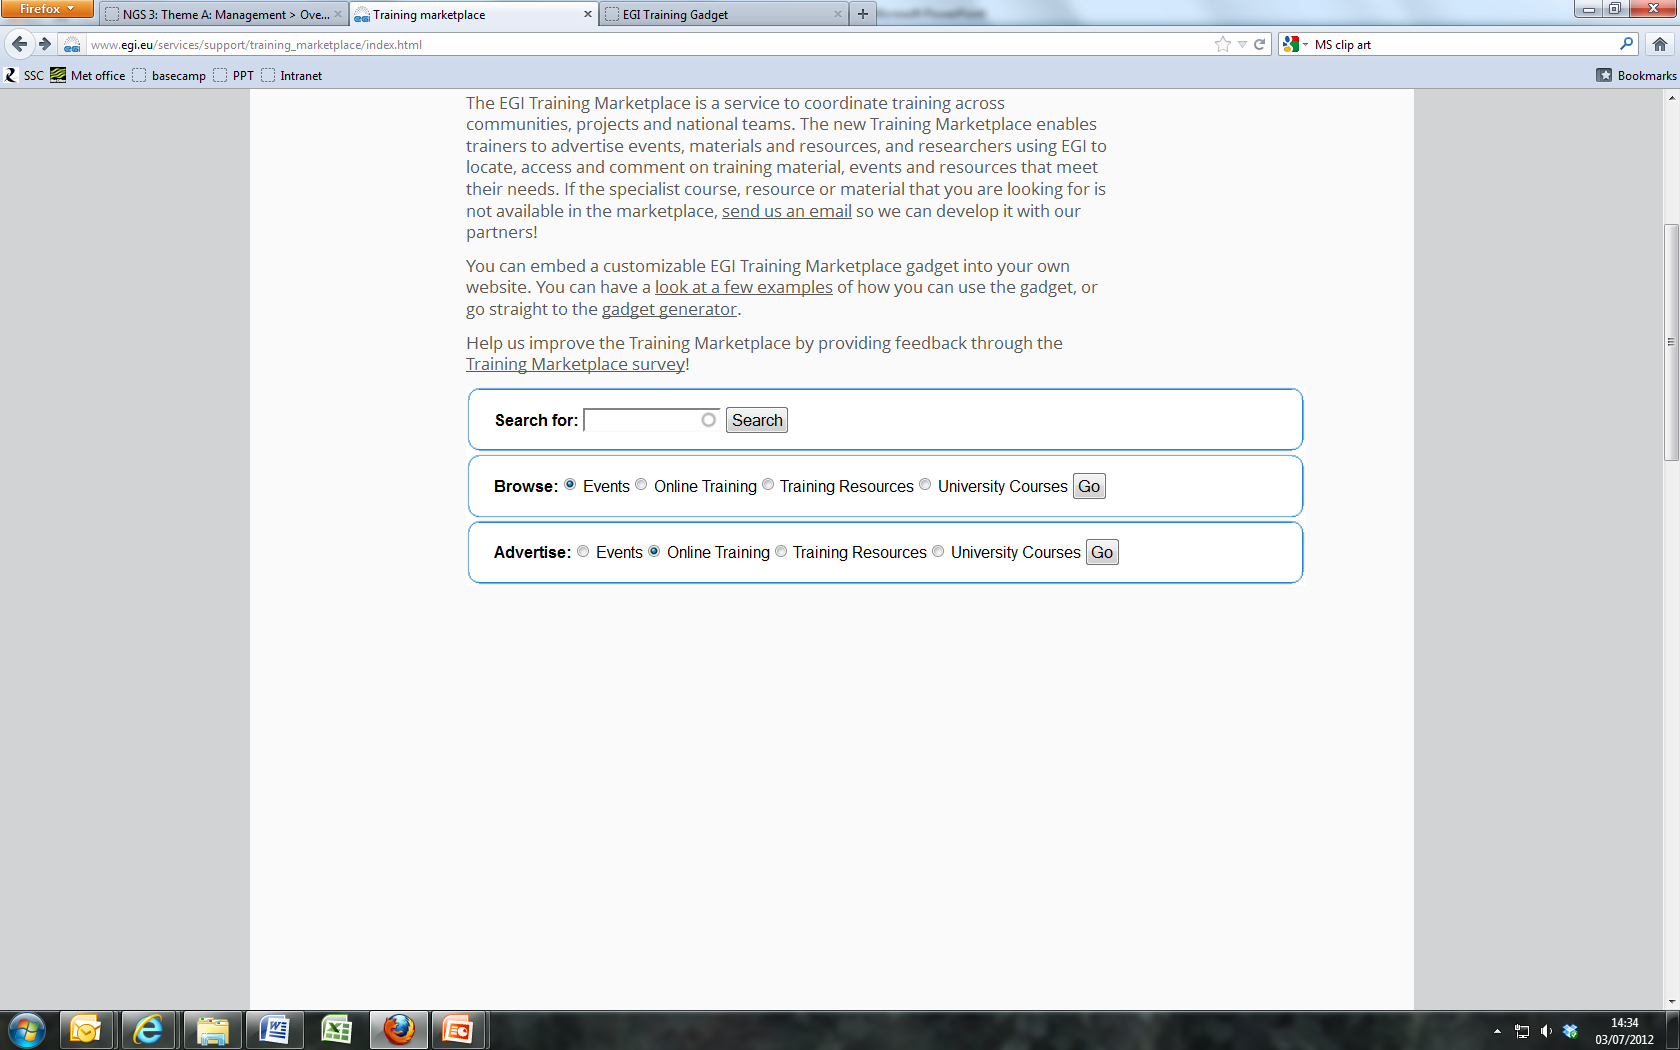 Firefox
NGS 3: Theme A: Management > Ove...
Training marketplace
EGI Training Gadget
Microsoft PowerPoint
www.egi.eu/services/support/training_marketplace/index.html
MS clip art
SSC
Met office
basecamp
PPT
Intranet
Bookmarks
The EGI Training Marketplace is a service to coordinate training across
communities, projects and national teams. The new Training Marketplace enables
trainers to advertise events, materials and resources, and researchers using EGI to
locate, access and comment on training material, events and resources that meet
their needs. If the specialist course, resource or material that you are looking for is
not available in the marketplace, send us an email so we can develop it with our
partners!
You can embed a customizable EGI Training Marketplace gadget into your own
website. You can have a look at a few examples of how you can use the gadget, or
go straight to the gadget generator.
Help us improve the Training Marketplace by providing feedback through the
Training Marketplace survey!
Search for: Search
Browse: Events Online Training Training Resources University Courses Go
Advertise: Events Online Training Training Resources University Courses Go
14:34
03/07/2012